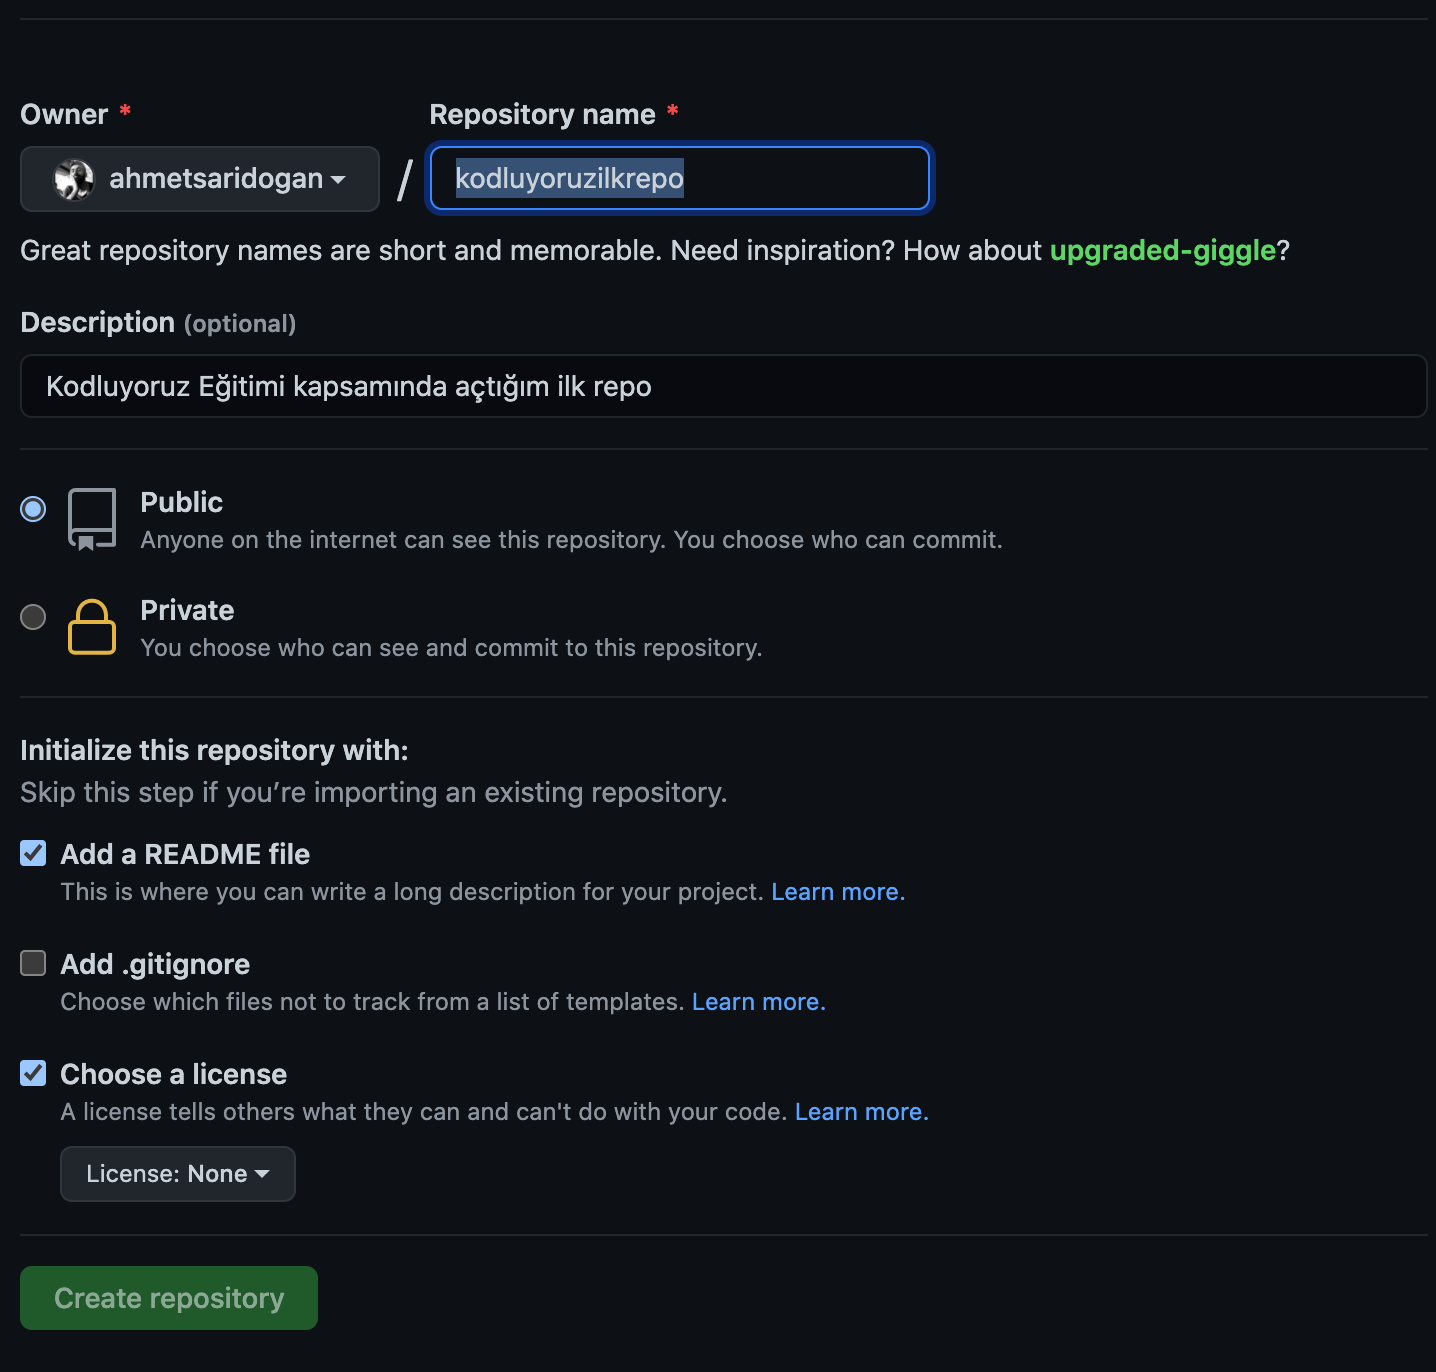 Owner *
Repository name *
ahmetsaridogan
/
kodluyoruzilkrepo
Great repository names are short and memorable. Need inspiration? How about upgraded-giggle?
Description (optional)
Kodluyoruz Eğitimi kapsamında açtığım ilk repo
Public
Anyone on the internet can see this repository. You choose who can commit.
Private
You choose who can see and commit to this repository.
Initialize this repository with:
Skip this step if you’re importing an existing repository.
Add a README file
This is where you can write a long description for your project. Learn more.
Add .gitignore
Choose which files not to track from a list of templates. Learn more.
Choose a license
A license tells others what they can and can't do with your code. Learn more.
License: None
Create repository